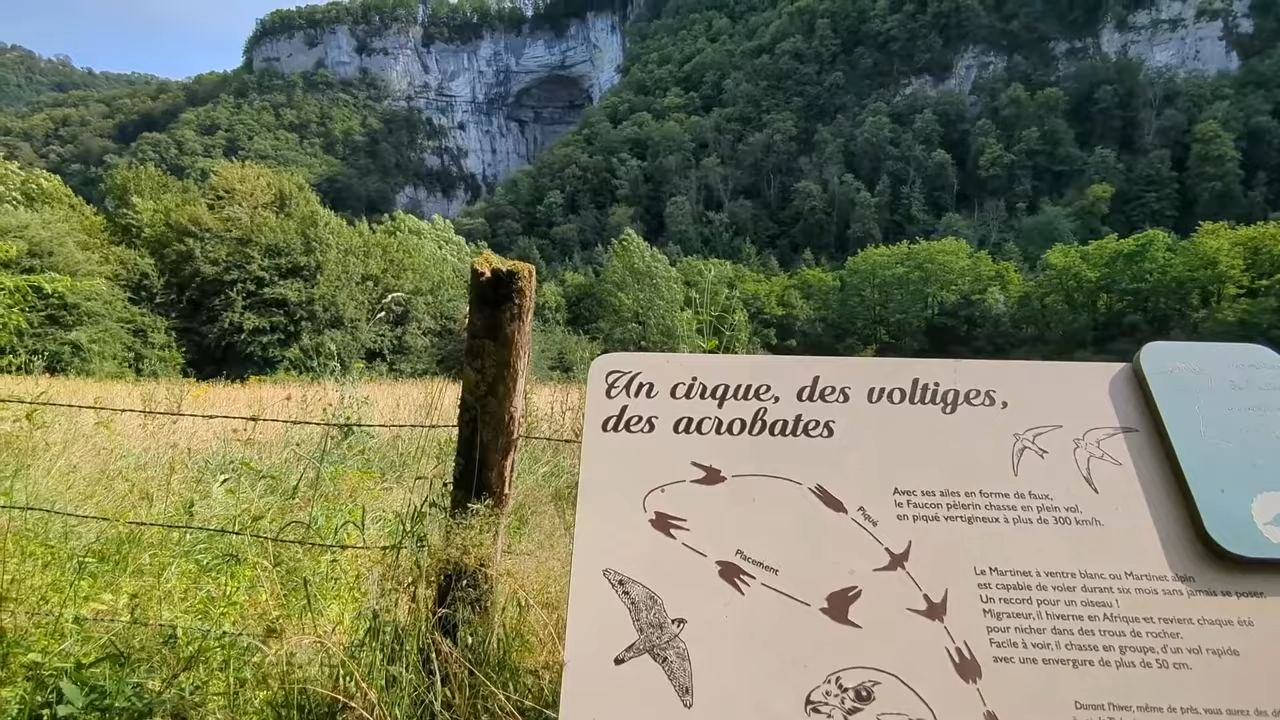 Un cirque, des voltiges,
des acrobates
Avec ses ailes en forme de faux,
le Faucon pèlerin chasse en plein vol,
en piqué vertigineux à plus de 300 km/h.
Piqué
Placement
Le Martinet à ventre blanc ou Martinet alpin
est capable de voler durant six mois sans jamais se poser.
Un record pour un oiseau !
Migrateur, il hiverne en Afrique et revient chaque été
pour nicher dans des trous de rocher.
Facile à voir, il chasse en groupe, d'un vol rapide
avec une envergure de plus de 50 cm.
Durant l'hiver, même de près, vous aurez des